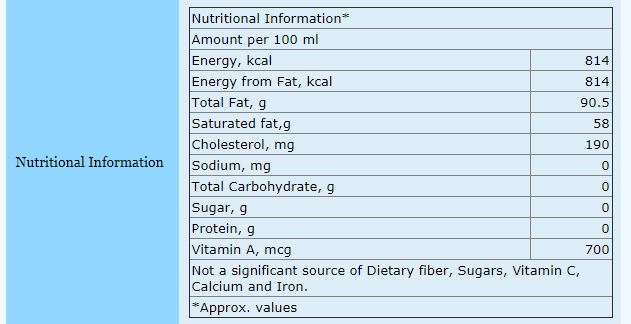 Nutritional Information
Nutritional Information*
Amount per 100 ml
Energy, kcal 814
Energy from Fat, kcal 814
Total Fat, g 90.5
Saturated fat,g 58
Cholesterol, mg 190
Sodium, mg 0
Total Carbohydrate, g 0
Sugar, g 0
Protein, g 0
Vitamin A, mcg 700
Not a significant source of Dietary fiber, Sugars, Vitamin C,
Calcium and Iron.
*Approx. values